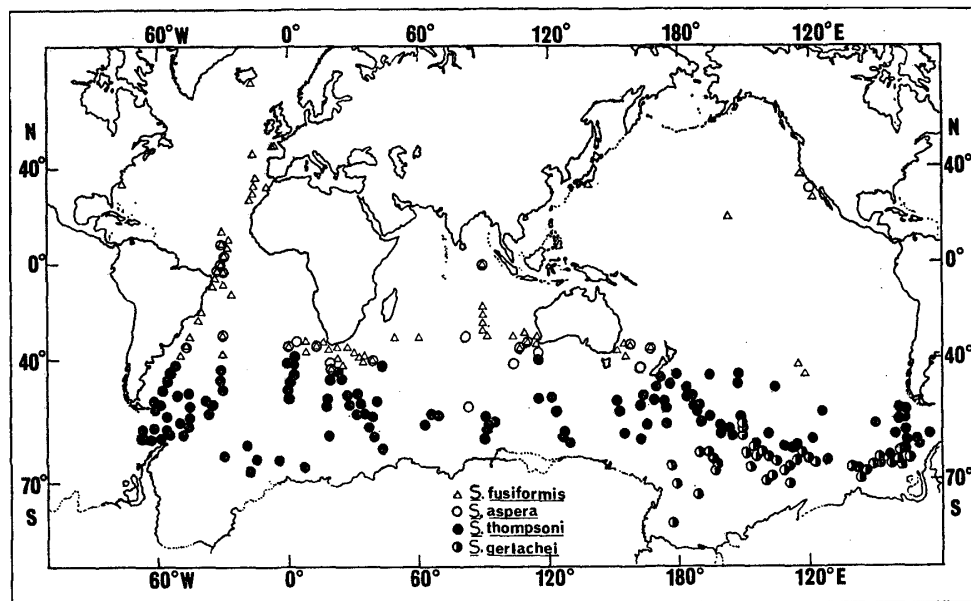 60°W 0° 60° 120° 180° 120°E
N N
40° 40°
0° 0°
40° 40°
70° 70°
S S
S. fusiformis
S. aspera
S. thompsoni
S. gerlachei
60°W 0° 60° 120° 180° 120°E